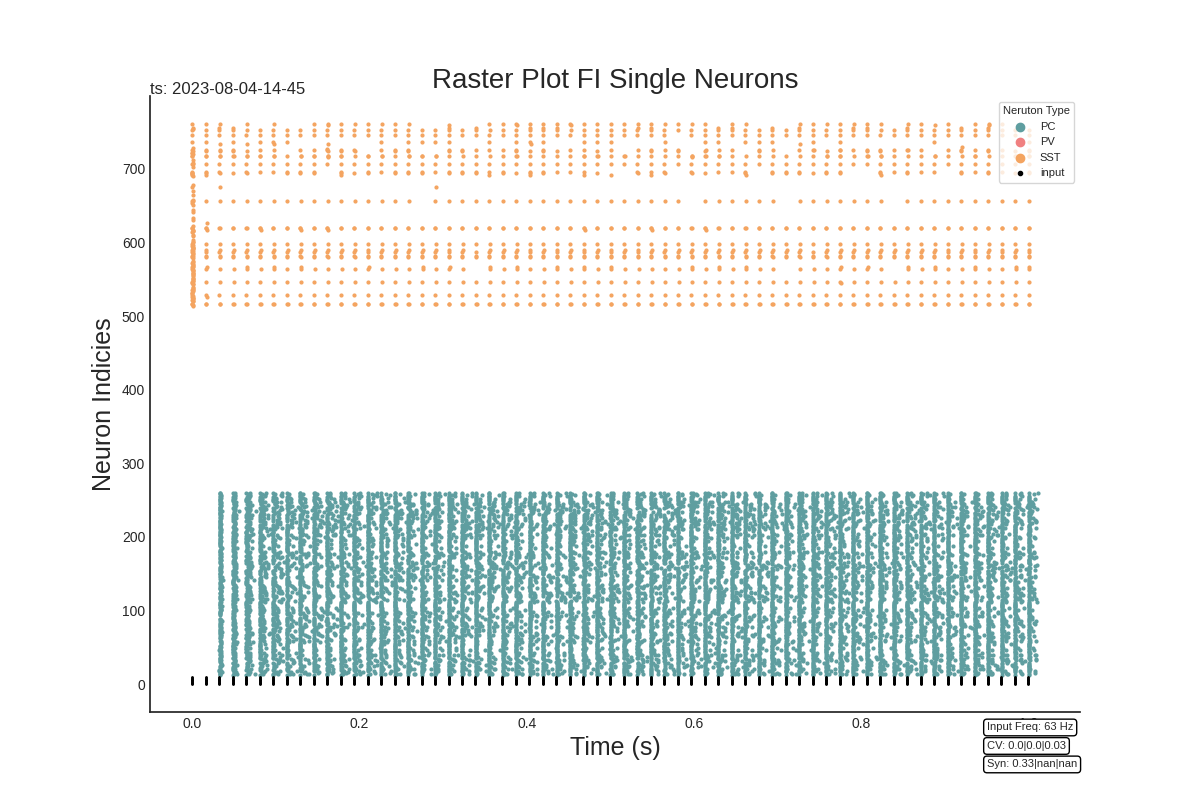 Raster Plot FI Single Neurons
ts: 2023-08-04-14-45
Neruton Type
PC
PV
SST
input
Neuron Indicies
700
600
500
400
300
200
100
0
0.0 0.2 0.4 0.6 0.8
Time (s)
Input Freq: 63 Hz
CV: 0.0|0.0|0.03
Syn: 0.33|nan|nan